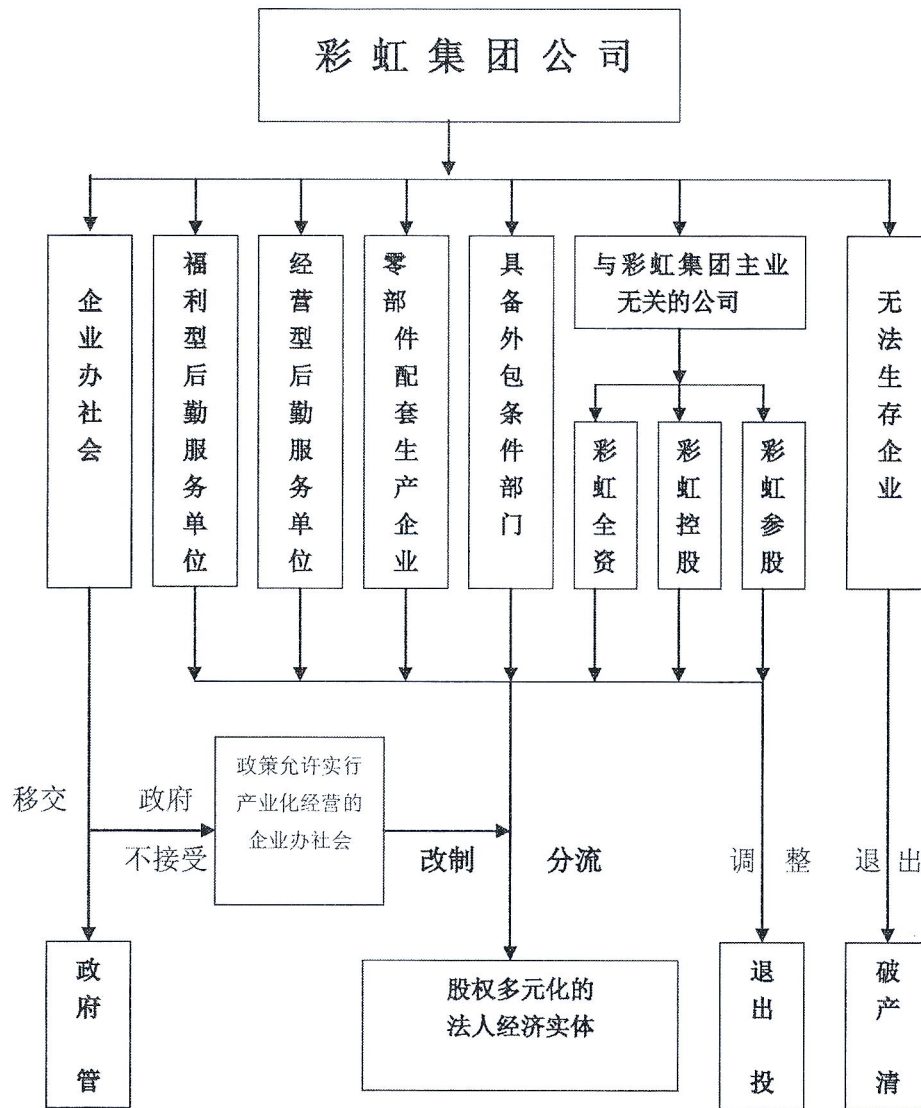 彩虹集团公司
企业办社会
福利型后勤服务单位
经营型后勤服务单位
零部件配套生产企业
具备外包条件部门
与彩虹集团主业
无关的公司
彩虹全资
彩虹控股
彩虹参股
无法生存企业
移交
政府
不接受
政策允许实行
产业化经营的
企业办社会
改制
分流
调整
退出
政府管
股权多元化的
法人经济实体
退出投
破产清